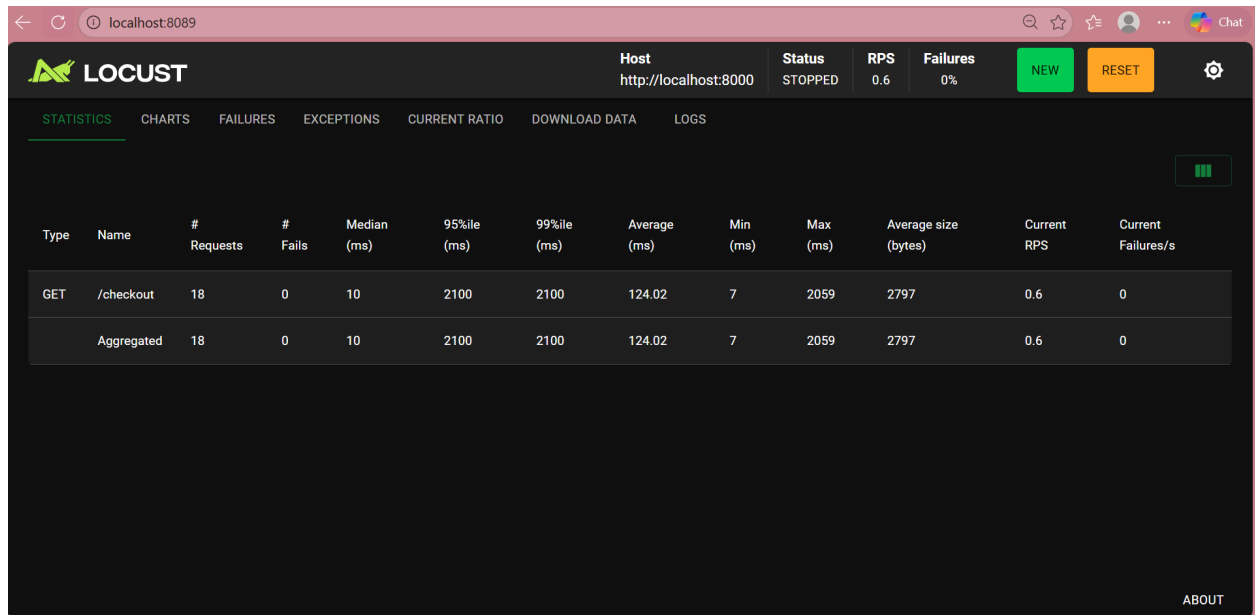 localhost:8089
Chat
LOCUST
Host
http://localhost:8000
Status
STOPPED
RPS
0.6
Failures
0%
NEW
RESET
STATISTICS CHARTS FAILURES EXCEPTIONS CURRENT RATIO DOWNLOAD DATA LOGS
Type Name # Requests # Fails Median (ms) 95%ile (ms) 99%ile (ms) Average (ms) Min (ms) Max (ms) Average size (bytes) Current RPS Current Failures/s
GET /checkout 18 0 10 2100 2100 124.02 7 2059 2797 0.6 0
Aggregated 18 0 10 2100 2100 124.02 7 2059 2797 0.6 0
ABOUT